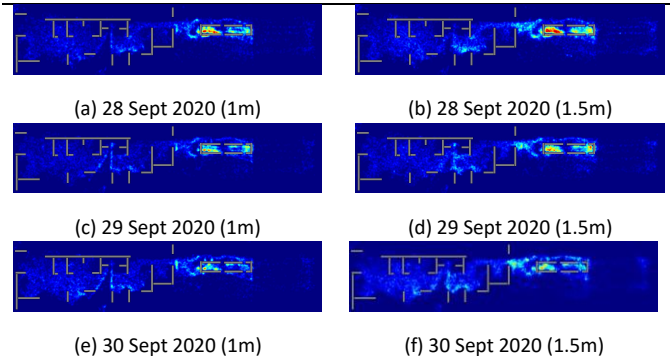 (a) 28 Sept 2020 (1m)
(b) 28 Sept 2020 (1.5m)
(c) 29 Sept 2020 (1m)
(d) 29 Sept 2020 (1.5m)
(e) 30 Sept 2020 (1m)
(f) 30 Sept 2020 (1.5m)